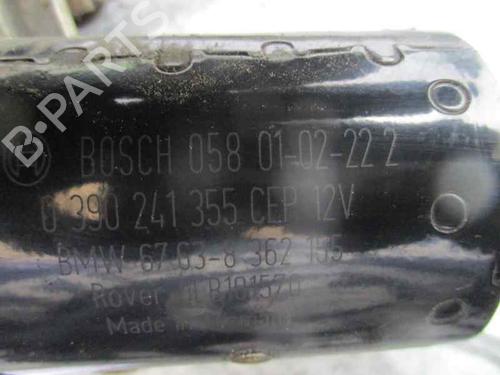 B-PARTS
BOSCH 058 01-02-22 2
0 390 241 355 CEP 12V
BMW 67.63-8 362 155
Rover
Made in